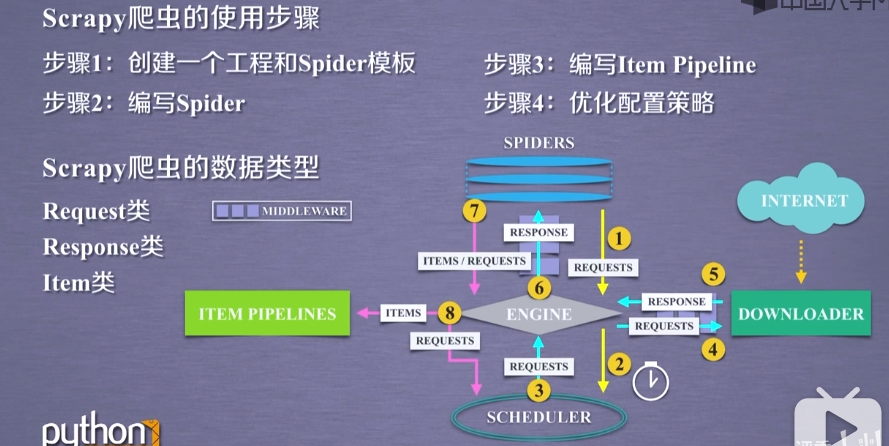 Scrapy爬虫的使用步骤
步骤1：创建一个工程和Spider模板
步骤2：编写Spider
步骤3：编写Item Pipeline
步骤4：优化配置策略
Scrapy爬虫的数据类型
Request类
Response类
Item类
MIDDLEWARE
SPIDERS
INTERNET
7
RESPONSE
1
ITEMS / REQUESTS
REQUESTS
6
5
ITEM PIPELINES
ITEMS
8
ENGINE
RESPONSE
REQUESTS
DOWNLOADER
REQUESTS
4
REQUESTS
2
3
SCHEDULER
python